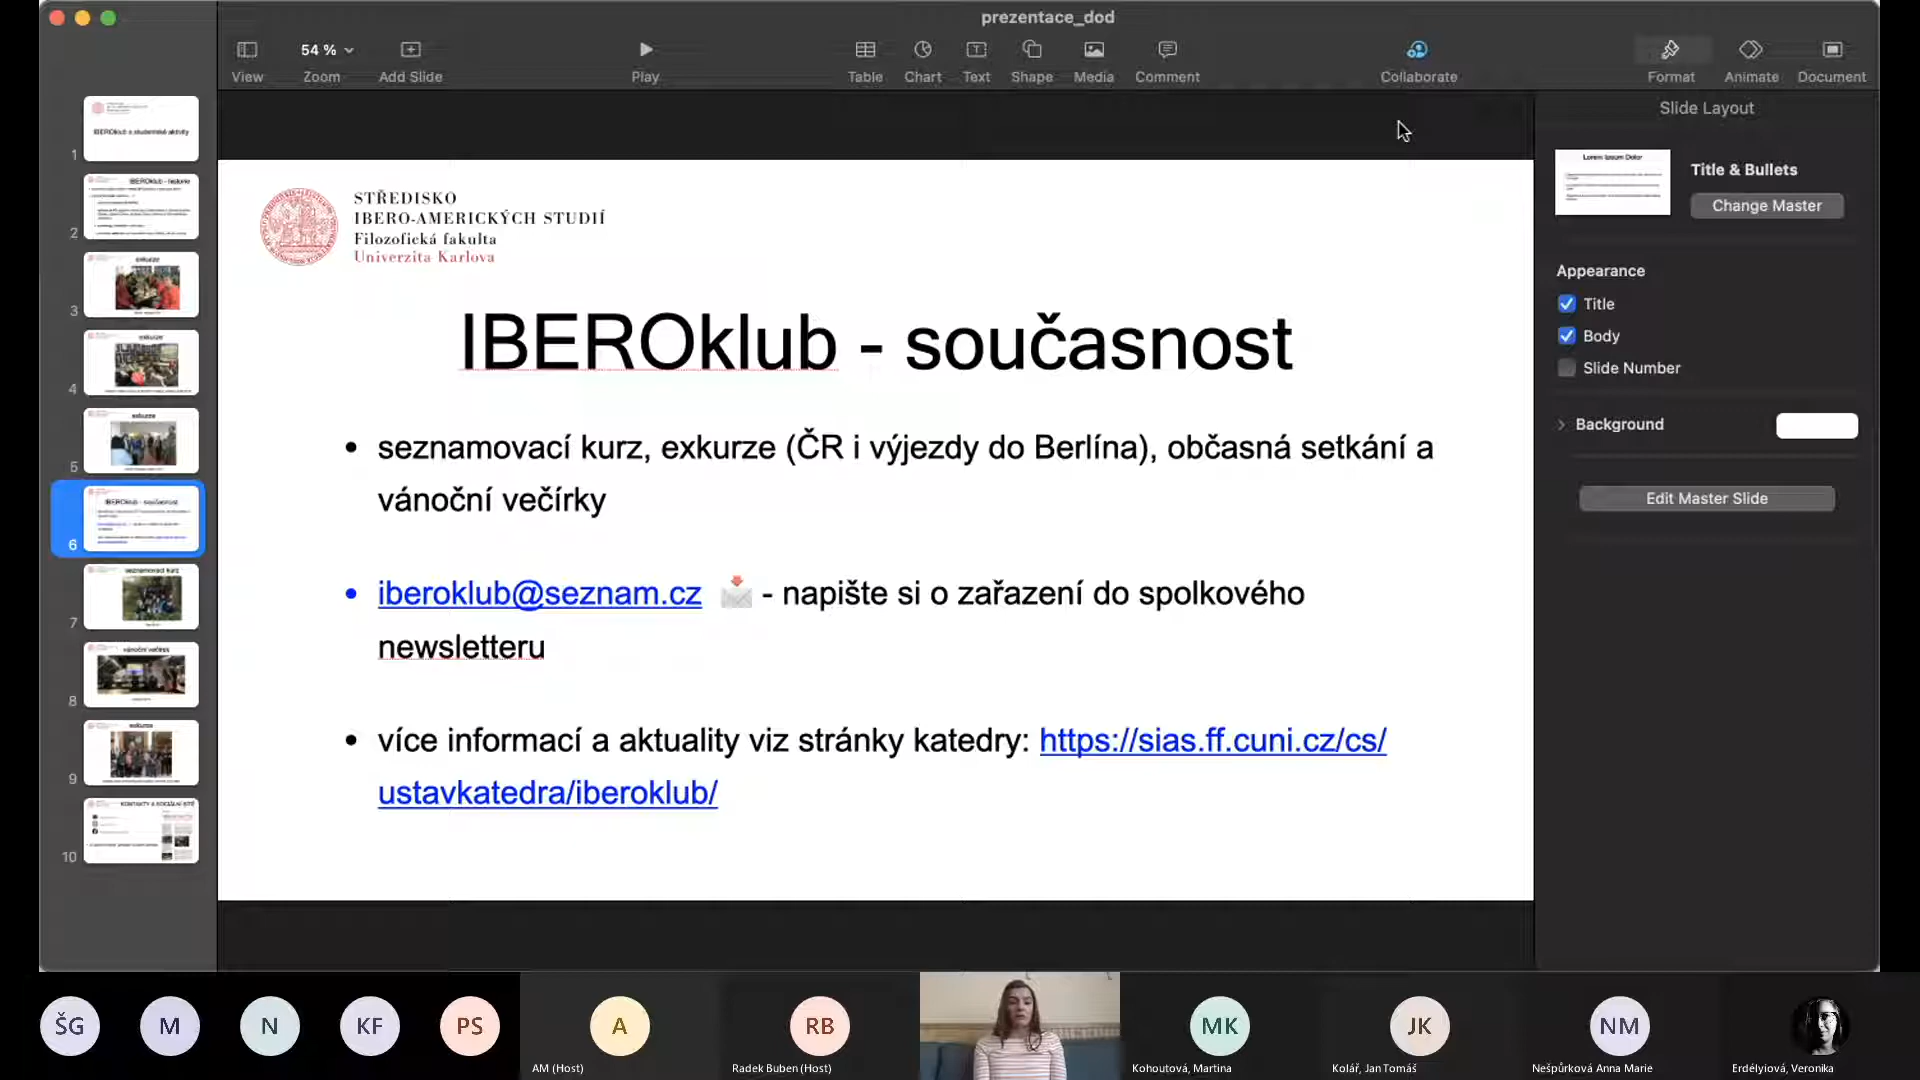 prezentace_dod
54 %
View
Zoom
Add Slide
Play
Table
Chart
Text
Shape
Media
Comment
Collaborate
Format
Animate
Document
1
IBEROklub a studentské aktivity
2
IBEROklub - historie
3
exkurze
4
exkurze
5
exkurze
6
IBEROklub - současnost
7
seznamovací kurz
8
vánoční večírek
9
exkurze
10
KONTAKTY A SOCIÁLNÍ SÍTĚ
STŘEDISKO
IBERO-AMERICKÝCH STUDIÍ
Filozofická fakulta
Univerzita Karlova
IBEROklub - současnost
• seznamovací kurz, exkurze (ČR i výjezdy do Berlína), občasná setkání a
vánoční večírky
• iberoklub@seznam.cz 📩 - napište si o zařazení do spolkového
newsletteru
• více informací a aktuality viz stránky katedry: https://sias.ff.cuni.cz/cs/
ustavkatedra/iberoklub/
Slide Layout
Lorem Ipsum Dolor
Title & Bullets
Change Master
Appearance
Title
Body
Slide Number
Background
Edit Master Slide
ŠG
M
N
KF
PS
A
AM (Host)
RB
Radek Buben (Host)
MK
Kohoutová, Martina
JK
Kolář, Jan Tomáš
NM
Nešpůrková Anna Marie
Erdélyiová, Veronika